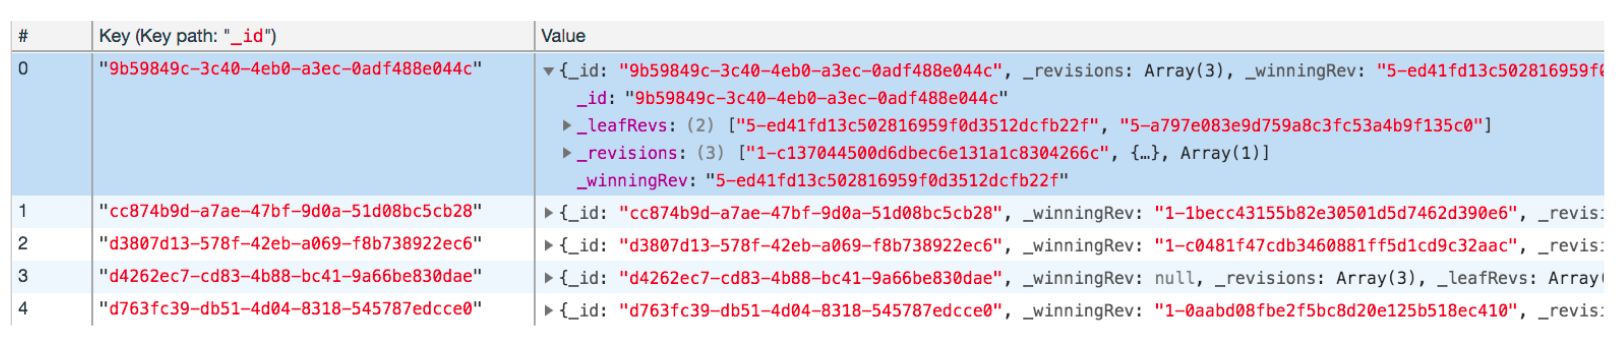 # Key (Key path: "_id") Value
0 "9b59849c-3c40-4eb0-a3ec-0adf488e044c" ▼{_id: "9b59849c-3c40-4eb0-a3ec-0adf488e044c", _revisions: Array(3), _winningRev: "5-ed41fd13c502816959f0
_id: "9b59849c-3c40-4eb0-a3ec-0adf488e044c"
▶_leafRevs: (2) ["5-ed41fd13c502816959f0d3512dcfb22f", "5-a797e083e9d759a8c3fc53a4b9f135c0"]
▶_revisions: (3) ["1-c137044500d6dbec6e131a1c8304266c", {…}, Array(1)]
_winningRev: "5-ed41fd13c502816959f0d3512dcfb22f"
1 "cc874b9d-a7ae-47bf-9d0a-51d08bc5cb28" ▶{_id: "cc874b9d-a7ae-47bf-9d0a-51d08bc5cb28", _winningRev: "1-1becc43155b82e30501d5d7462d390e6", _revis
2 "d3807d13-578f-42eb-a069-f8b738922ec6" ▶{_id: "d3807d13-578f-42eb-a069-f8b738922ec6", _winningRev: "1-c0481f47cdb3460881ff5d1cd9c32aac", _revis
3 "d4262ec7-cd83-4b88-bc41-9a66be830dae" ▶{_id: "d4262ec7-cd83-4b88-bc41-9a66be830dae", _winningRev: null, _revisions: Array(3), _leafRevs: Array
4 "d763fc39-db51-4d04-8318-545787edcce0" ▶{_id: "d763fc39-db51-4d04-8318-545787edcce0", _winningRev: "1-0aabd08fbe2f5bc8d20e125b518ec410", _revis